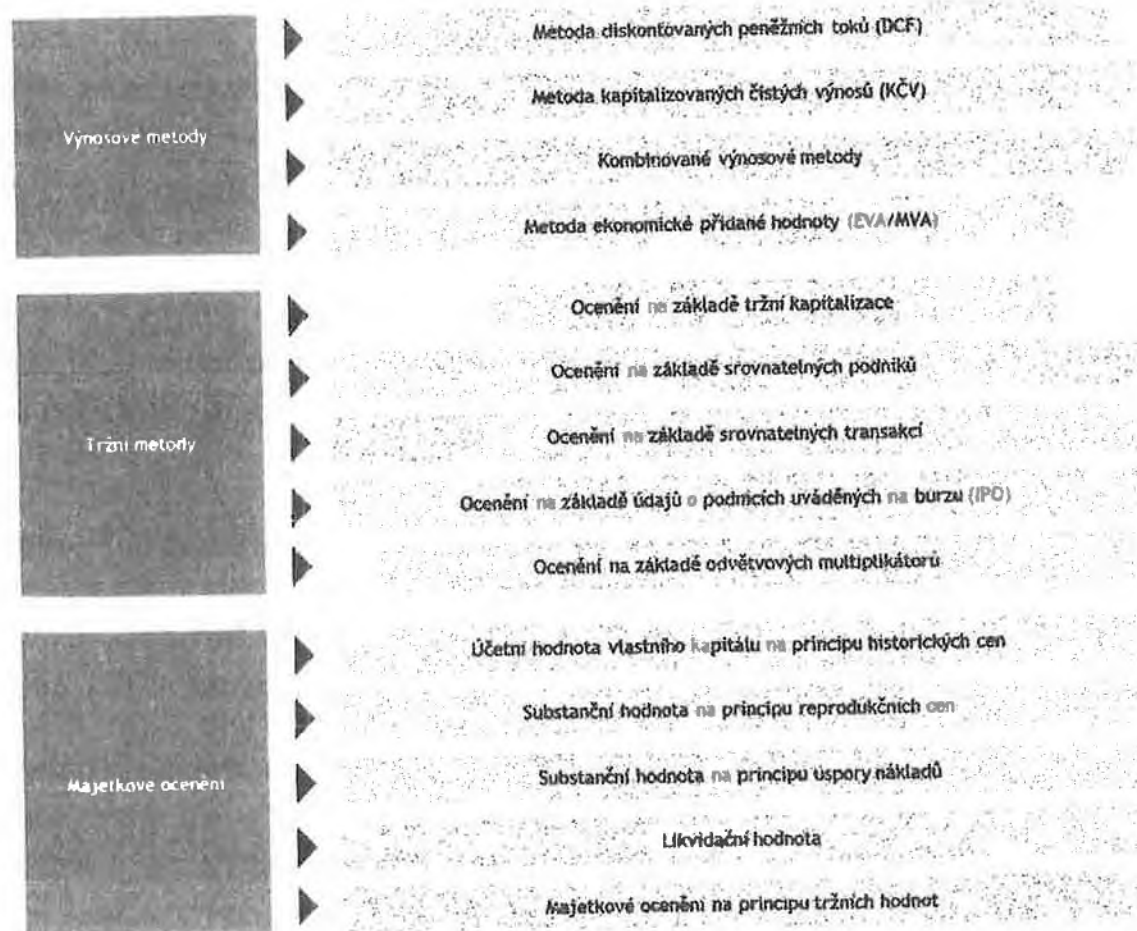 Výnosové metody
Metoda diskontovaných peněžních toků (DCF)
Metoda kapitalizovaných čistých výnosů (KČV)
Kombinované výnosové metody
Metoda ekonomické přidané hodnoty (EVA/MVA)
Tržní metody
Ocenění na základě tržní kapitalizace
Ocenění na základě srovnatelných podniků
Ocenění na základě srovnatelných transakcí
Ocenění na základě údajů o podnicích uváděných na burzu (IPO)
Ocenění na základě odvětvových multiplikátorů
Majetkové ocenění
Účetní hodnota vlastního kapitálu na principu historických cen
Substanční hodnota na principu reprodukčních cen
Substanční hodnota na principu úspory nákladů
Likvidační hodnota
Majetkové ocenění na principu tržních hodnot